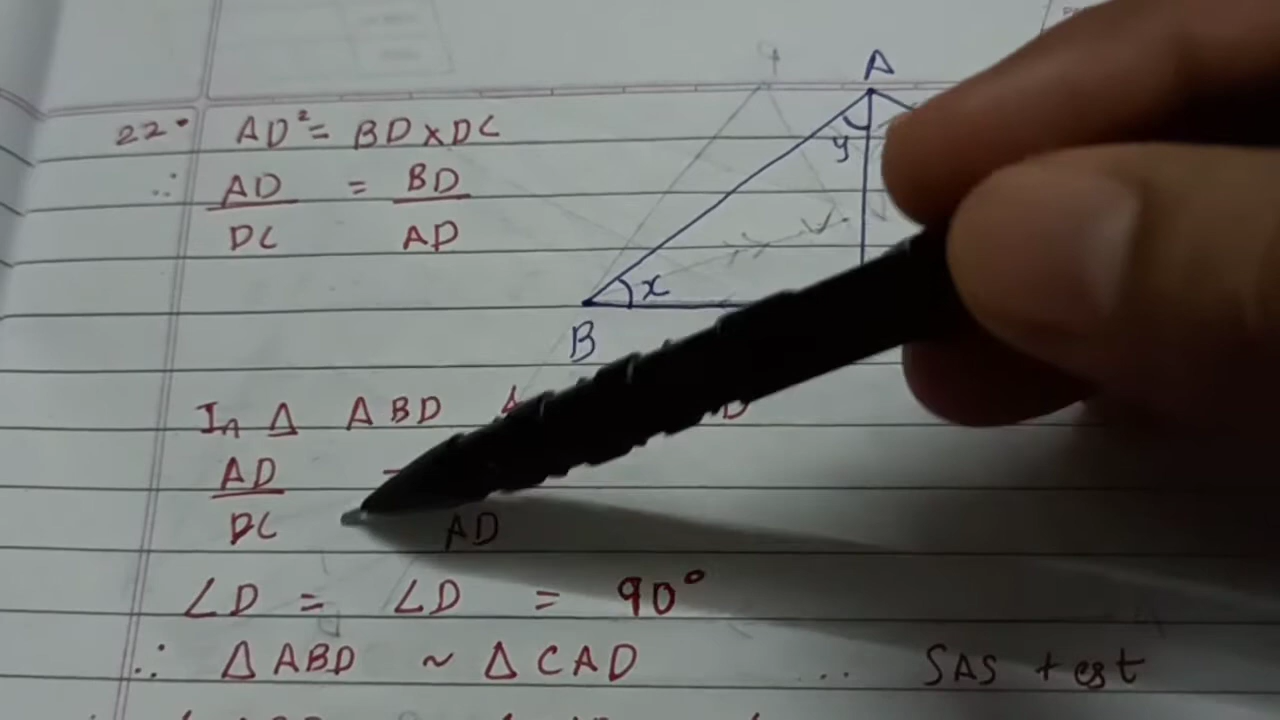 22. AD² = BD × DC
∴ AD/DC = BD/AD
A
y
x
B
In Δ ABD
AD
DC
AD
∠D = ∠D = 90°
∴ Δ ABD ~ Δ CAD ... SAS test